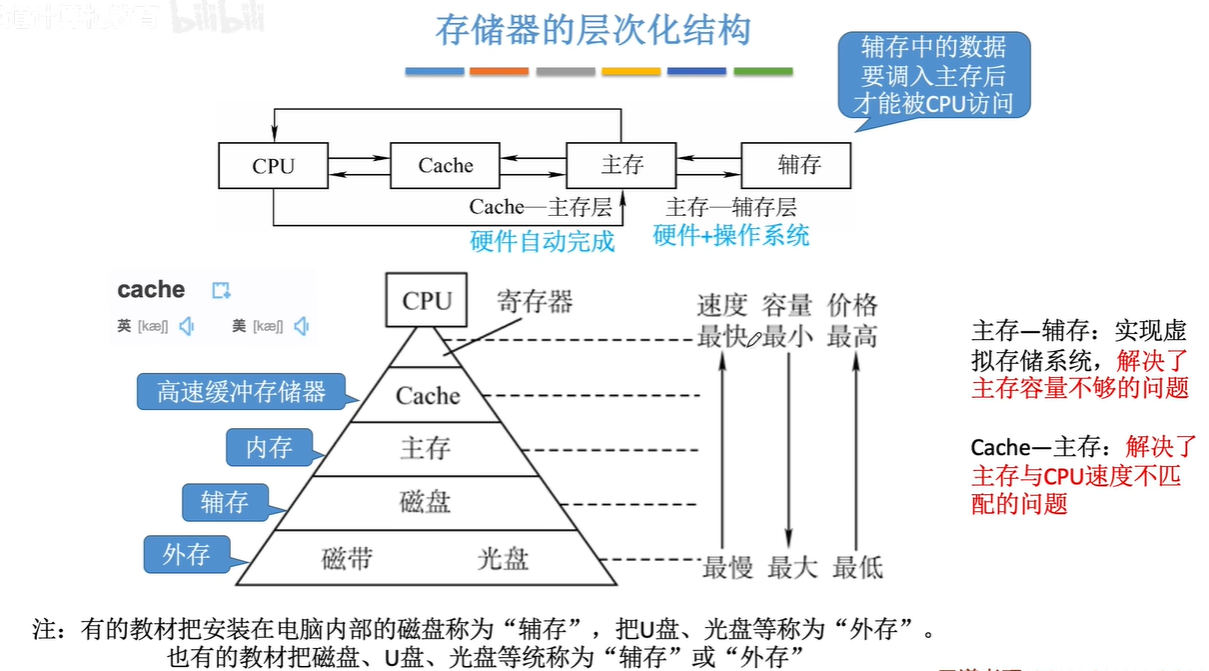 bilibili
存储器的层次化结构
辅存中的数据
要调入主存后
才能被CPU访问
CPU
Cache
主存
辅存
Cache—主存层
主存—辅存层
硬件自动完成
硬件+操作系统
cache
英 [kæʃ] 美 [kæʃ]
CPU
寄存器
速度 容量 价格
最快 最小 最高
高速缓冲存储器
Cache
内存
主存
辅存
磁盘
外存
磁带 光盘
最慢 最大 最低
主存—辅存：实现虚
拟存储系统，解决了
主存容量不够的问题
Cache—主存：解决了
主存与CPU速度不匹
配的问题
注：有的教材把安装在电脑内部的磁盘称为“辅存”，把U盘、光盘等称为“外存”。
也有的教材把磁盘、U盘、光盘等统称为“辅存”或“外存”